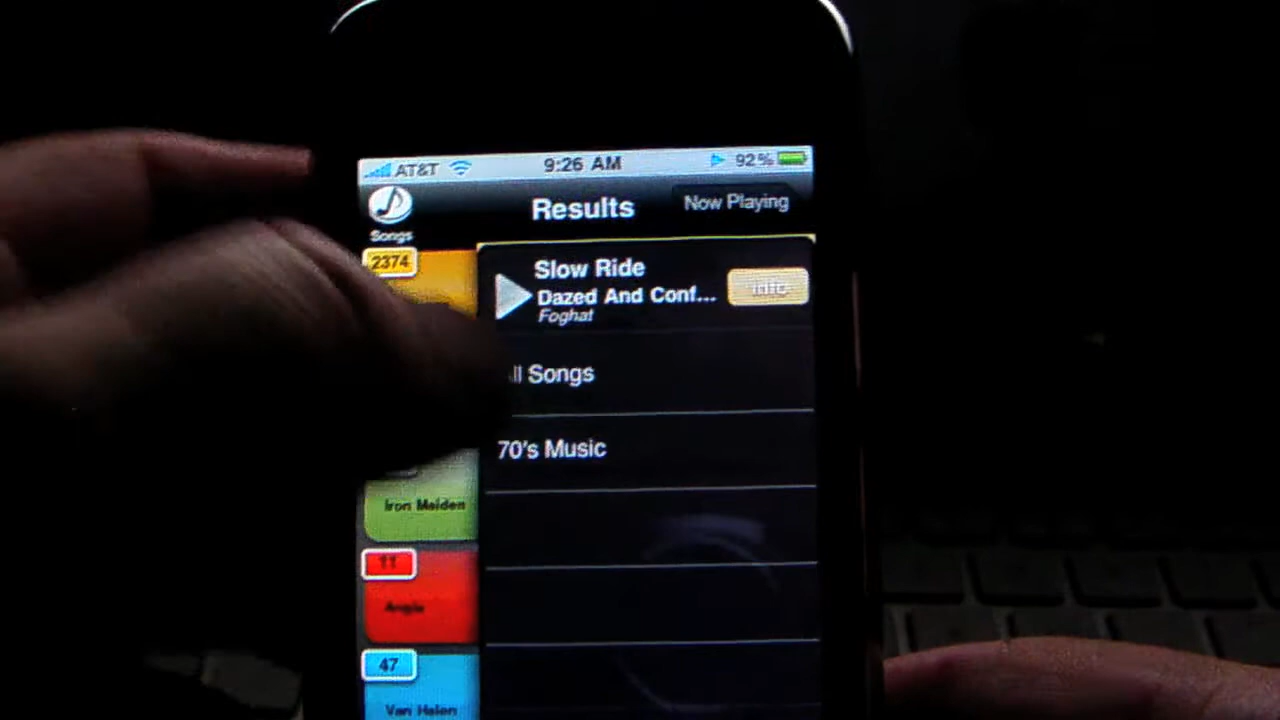 AT&T
9:26 AM
92%
Songs
Results
Now Playing
2374
Slow Ride
Dazed And Conf...
Info
Foghat
ll Songs
70's Music
Iron Maiden
11
Angie
47
Van Halen